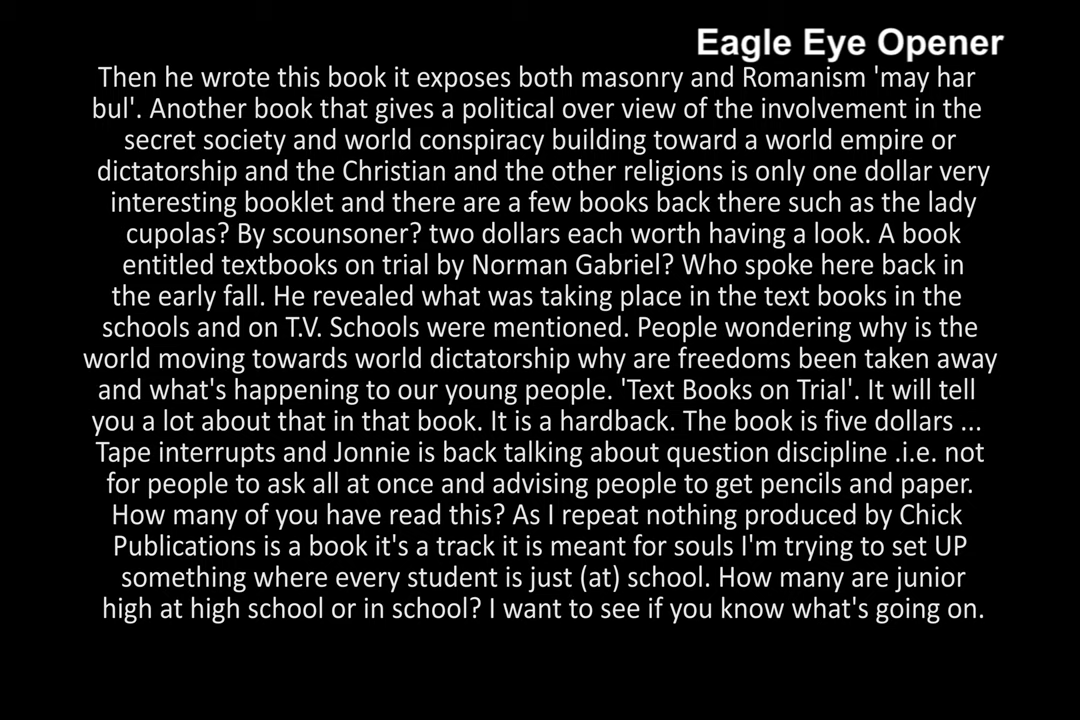 Eagle Eye Opener
Then he wrote this book it exposes both masonry and Romanism 'may har
bul'. Another book that gives a political over view of the involvement in the
secret society and world conspiracy building toward a world empire or
dictatorship and the Christian and the other religions is only one dollar very
interesting booklet and there are a few books back there such as the lady
cupolas? By scounsoner? two dollars each worth having a look. A book
entitled textbooks on trial by Norman Gabriel? Who spoke here back in
the early fall. He revealed what was taking place in the text books in the
schools and on T.V. Schools were mentioned. People wondering why is the
world moving towards world dictatorship why are freedoms been taken away
and what's happening to our young people. 'Text Books on Trial'. It will tell
you a lot about that in that book. It is a hardback. The book is five dollars ...
Tape interrupts and Jonnie is back talking about question discipline .i.e. not
for people to ask all at once and advising people to get pencils and paper.
How many of you have read this? As I repeat nothing produced by Chick
Publications is a book it's a track it is meant for souls I'm trying to set UP
something where every student is just (at) school. How many are junior
high at high school or in school? I want to see if you know what's going on.